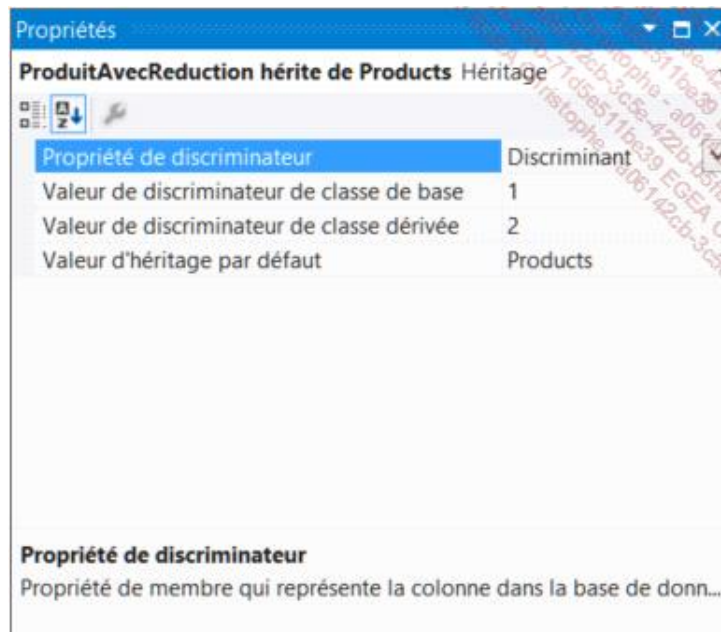 Propriétés
ProduitAvecReduction hérite de Products Héritage
Propriété de discriminateur Discriminant
Valeur de discriminateur de classe de base 1
Valeur de discriminateur de classe dérivée 2
Valeur d'héritage par défaut Products
Propriété de discriminateur
Propriété de membre qui représente la colonne dans la base de donn...